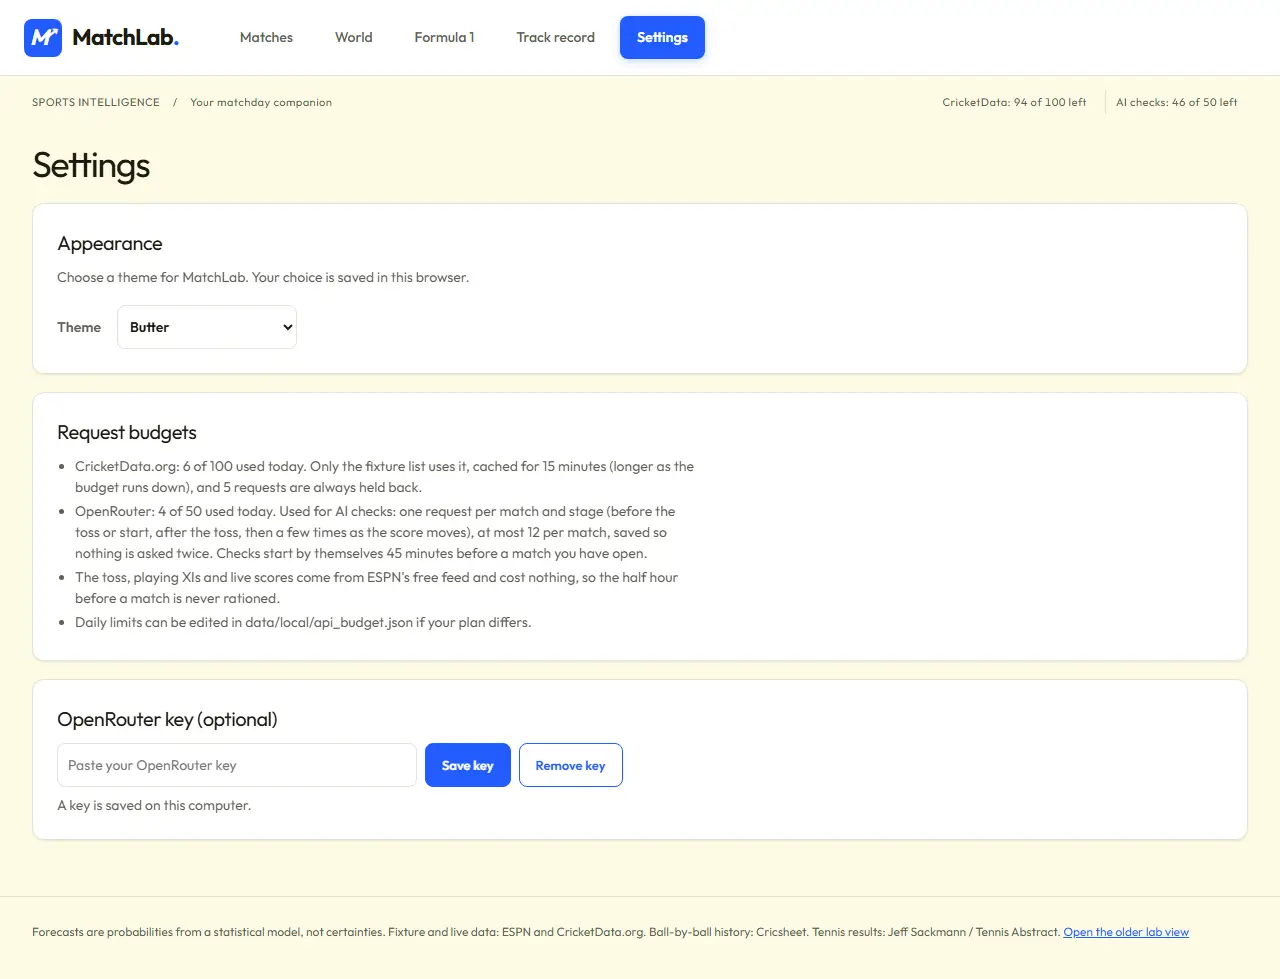 MatchLab.
Matches
World
Formula 1
Track record
Settings
SPORTS INTELLIGENCE / Your matchday companion
CricketData: 94 of 100 left
AI checks: 46 of 50 left
Settings
Appearance
Choose a theme for MatchLab. Your choice is saved in this browser.
Theme
Butter
Request budgets
• CricketData.org: 6 of 100 used today. Only the fixture list uses it, cached for 15 minutes (longer as the
budget runs down), and 5 requests are always held back.
• OpenRouter: 4 of 50 used today. Used for AI checks: one request per match and stage (before the
toss or start, after the toss, then a few times as the score moves), at most 12 per match, saved so
nothing is asked twice. Checks start by themselves 45 minutes before a match you have open.
• The toss, playing XIs and live scores come from ESPN's free feed and cost nothing, so the half hour
before a match is never rationed.
• Daily limits can be edited in data/local/api_budget.json if your plan differs.
OpenRouter key (optional)
Paste your OpenRouter key
Save key
Remove key
A key is saved on this computer.
Forecasts are probabilities from a statistical model, not certainties. Fixture and live data: ESPN and CricketData.org. Ball-by-ball history: Cricsheet. Tennis results: Jeff Sackmann / Tennis Abstract. Open the older lab view